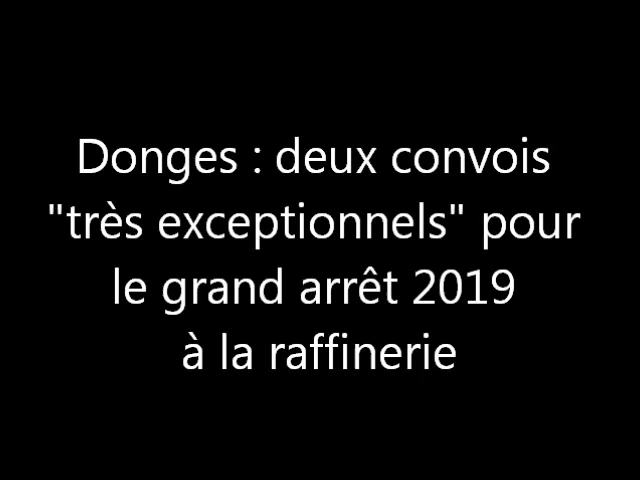 Donges : deux convois
"très exceptionnels" pour
le grand arrêt 2019
à la raffinerie